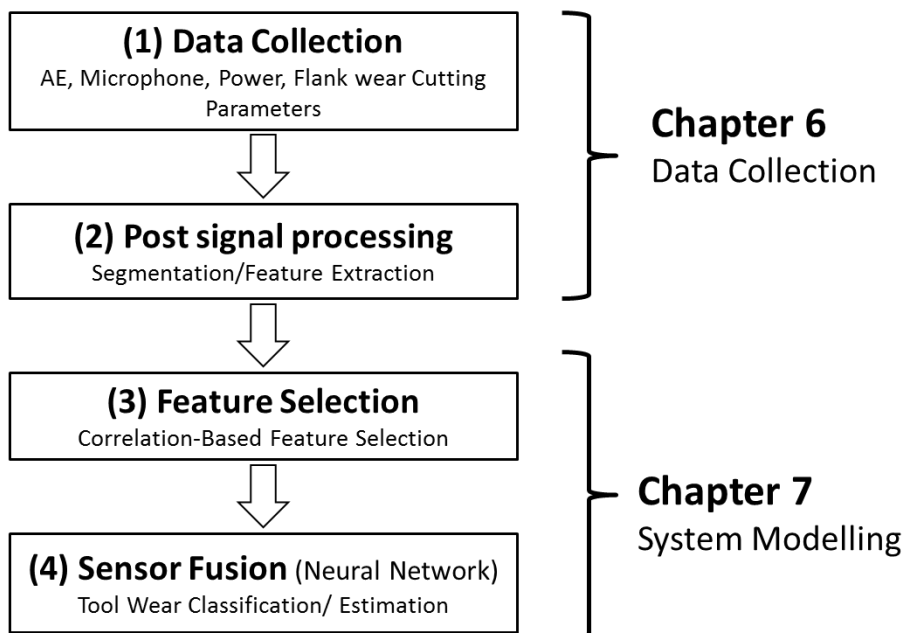 (1) Data Collection
AE, Microphone, Power, Flank wear Cutting
Parameters
(2) Post signal processing
Segmentation/Feature Extraction
Chapter 6
Data Collection
(3) Feature Selection
Correlation-Based Feature Selection
(4) Sensor Fusion (Neural Network)
Tool Wear Classification/ Estimation
Chapter 7
System Modelling